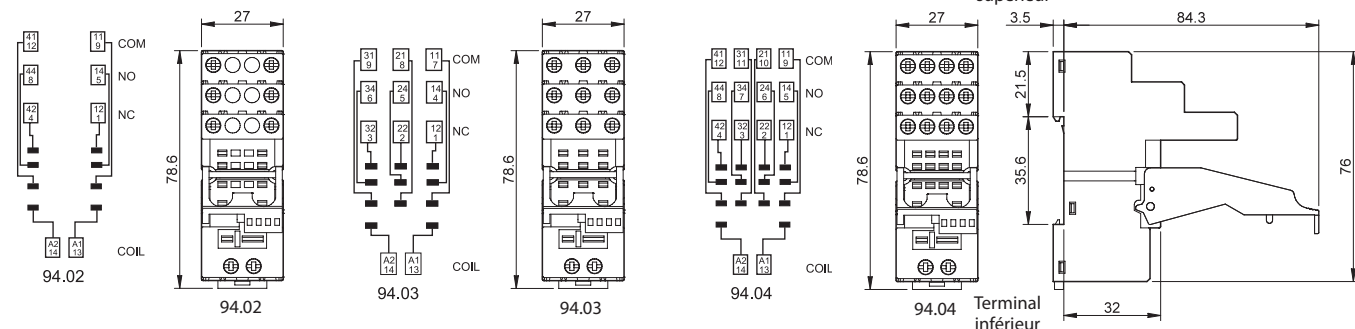 supérieur
27
27
27
3.5
84.3
41 11
12 9
COM
44 14
8 5
NO
42 12
4 1
NC
A2 A1
14 13
COIL
94.02
78.6
94.02
31 21 11
9 8 7
COM
34 24 14
6 5 4
NO
32 22 12
3 2 1
NC
A2 A1
14 13
COIL
94.03
78.6
94.03
41 31 21 11
12 11 10 9
COM
44 34 24 14
8 7 6 5
NO
42 32 22 12
4 3 2 1
NC
A2 A1
14 13
COIL
94.04
78.6
94.04
21.5
35.6
76
32
Terminal
inférieur